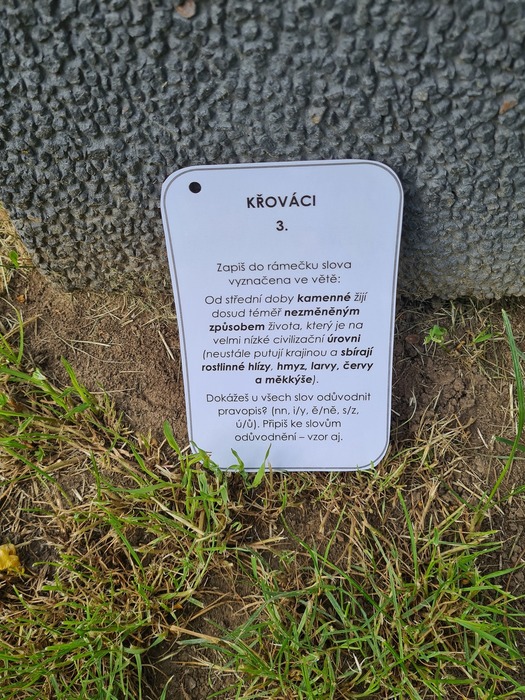 KŘOVÁCI
3.
Zapiš do rámečku slova
vyznačena ve větě:
Od střední doby kamenné žijí
dosud téměř nezměněným
způsobem života, který je na
velmi nízké civilizační úrovni
(neustále putují krajinou a sbírají
rostlinné hlízy, hmyz, larvy, červy
a měkkýše).
Dokážeš u všech slov odůvodnit
pravopis? (nn, i/y, ě/ně, s/z,
ú/ů). Připiš ke slovům
odůvodnění – vzor aj.